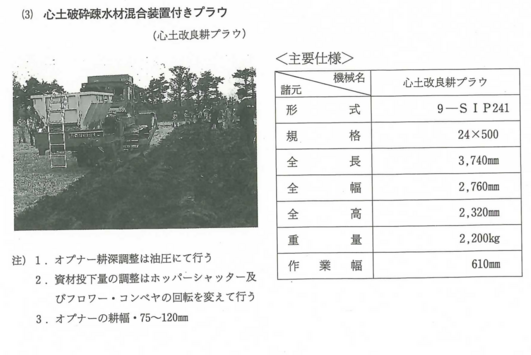 (3) 心土破砕疎水材混合装置付きプラウ
(心土改良耕プラウ)
注) 1. オプナー耕深調整は油圧にて行う
2. 資材投下量の調整はホッパーシャッター及
びフロワー・コンベヤの回転を変えて行う
3. オプナーの耕幅・75〜120mm
<主要仕様>
機械名
諸元
心土改良耕プラウ
形 式 9―SIP241
規 格 24×500
全 長 3,740mm
全 幅 2,760mm
全 高 2,320mm
重 量 2,200kg
作 業 幅 610mm